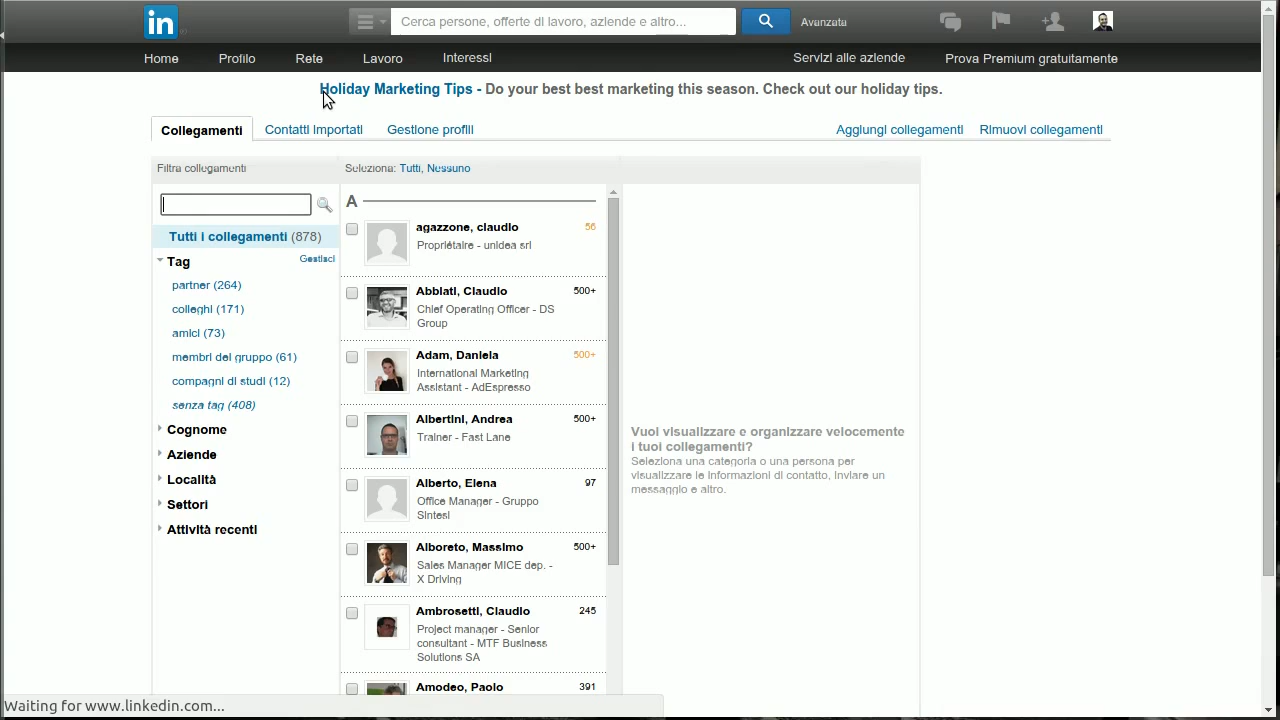 in
Cerca persone, offerte di lavoro, aziende e altro...
Avanzata
Home Profilo Rete Lavoro Interessi Servizi alle aziende Prova Premium gratuitamente
Holiday Marketing Tips - Do your best best marketing this season. Check out our holiday tips.
Collegamenti Contatti importati Gestione profili Aggiungi collegamenti Rimuovi collegamenti
Filtra collegamenti
Seleziona: Tutti, Nessuno
Tutti i collegamenti (878)
Tag Gestisci
partner (264)
colleghi (171)
amici (73)
membri del gruppo (61)
compagni di studi (12)
senza tag (408)
Cognome
Aziende
Località
Settori
Attività recenti
A
agazzone, claudio 56
Propriétaire - unidea srl
Abbiati, Claudio 500+
Chief Operating Officer - DS
Group
Adam, Daniela 500+
International Marketing
Assistant - AdEspresso
Albertini, Andrea 500+
Trainer - Fast Lane
Alberto, Elena 97
Office Manager - Gruppo
Sintesi
Alboreto, Massimo 500+
Sales Manager MICE dep. -
X Driving
Ambrosetti, Claudio 245
Project manager - Senior
consultant - MTF Business
Solutions SA
Amodeo, Paolo 391
Vuoi visualizzare e organizzare velocemente
i tuoi collegamenti?
Seleziona una categoria o una persona per
visualizzare le informazioni di contatto, inviare un
messaggio e altro.
Waiting for www.linkedin.com...